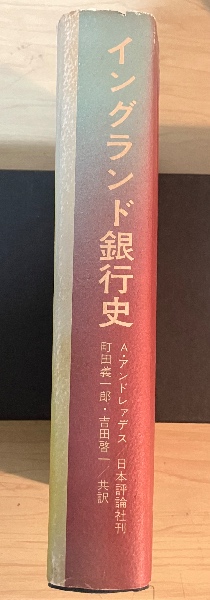 イングランド銀行史
A・アンドレアデス／日本評論社刊
町田義一郎・吉田啓一／共訳